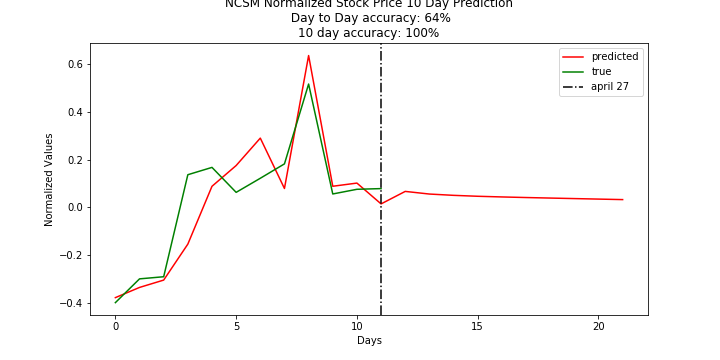 NCSM Normalized Stock Price 10 Day Prediction
Day to Day accuracy: 64%
10 day accuracy: 100%
predicted
true
april 27
0.6
0.4
0.2
0.0
−0.2
−0.4
Normalized Values
0 5 10 15 20
Days